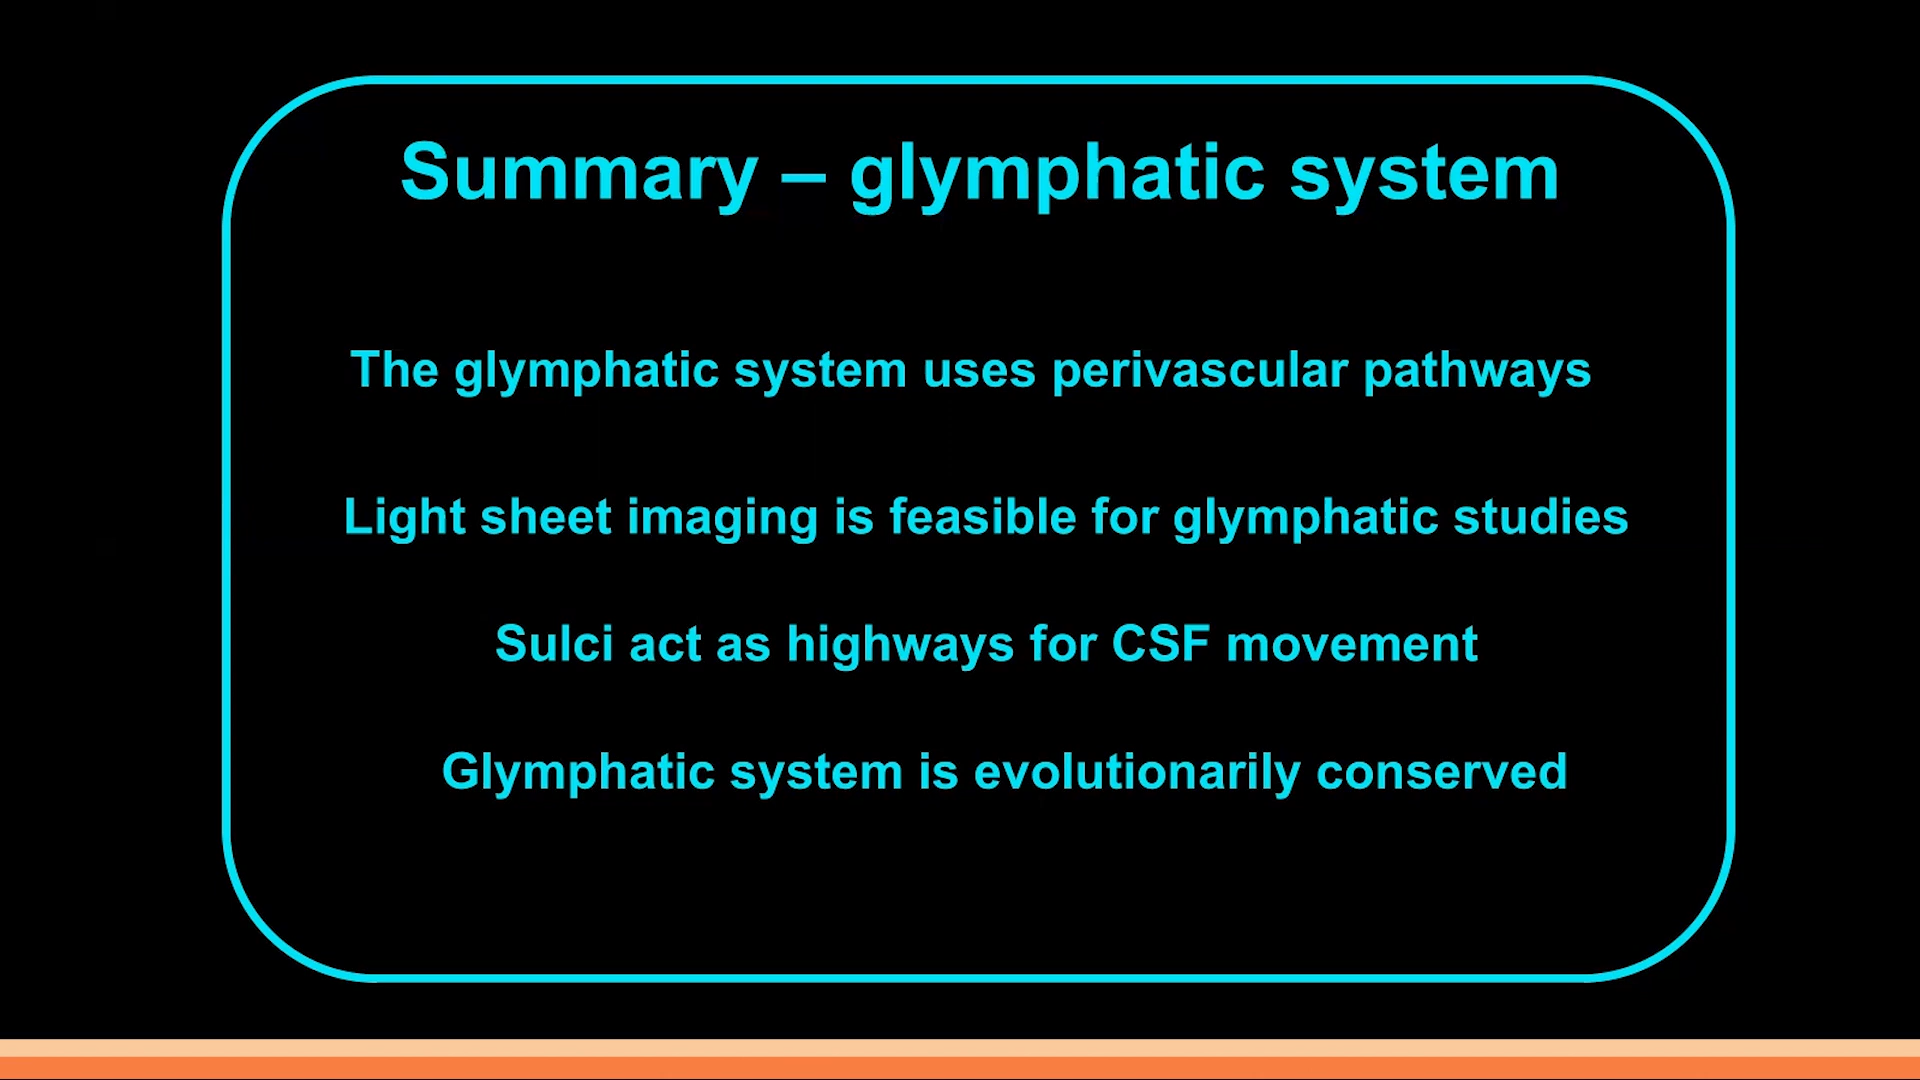 Summary – glymphatic system
The glymphatic system uses perivascular pathways
Light sheet imaging is feasible for glymphatic studies
Sulci act as highways for CSF movement
Glymphatic system is evolutionarily conserved